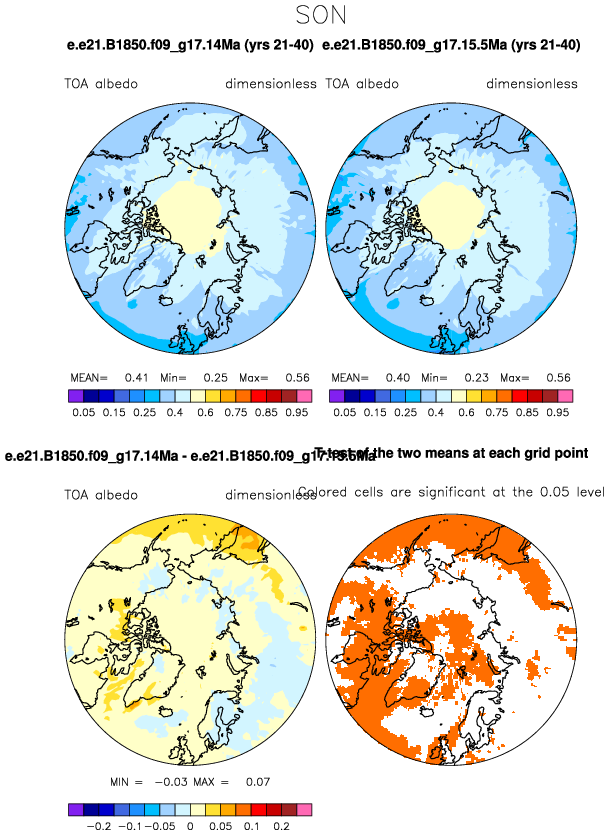 SON
e.e21.B1850.f09_g17.14Ma (yrs 21-40) e.e21.B1850.f09_g17.15.5Ma (yrs 21-40)
TOA albedo dimensionless TOA albedo dimensionless
MEAN= 0.41 Min= 0.25 Max= 0.56 MEAN= 0.40 Min= 0.23 Max= 0.56
0.05 0.15 0.25 0.4 0.6 0.75 0.85 0.95 0.05 0.15 0.25 0.4 0.6 0.75 0.85 0.95
e.e21.B1850.f09_g17.14Ma - e.e21.B1850.f09_g17.15.5Ma T-test of the two means at each grid point
TOA albedo dimensionless Colored cells are significant at the 0.05 level
MIN = -0.03 MAX = 0.07
-0.2 -0.1 -0.05 0 0.05 0.1 0.2